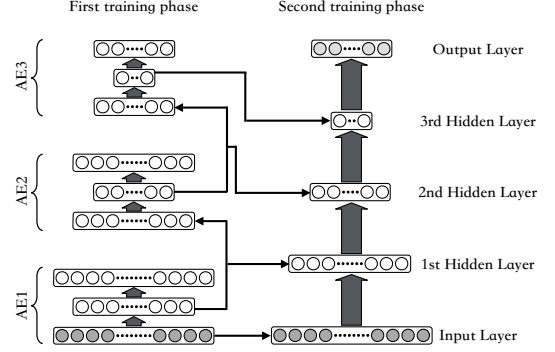 First training phase
Second training phase
AE3
Output Layer
3rd Hidden Layer
AE2
2nd Hidden Layer
1st Hidden Layer
AE1
Input Layer